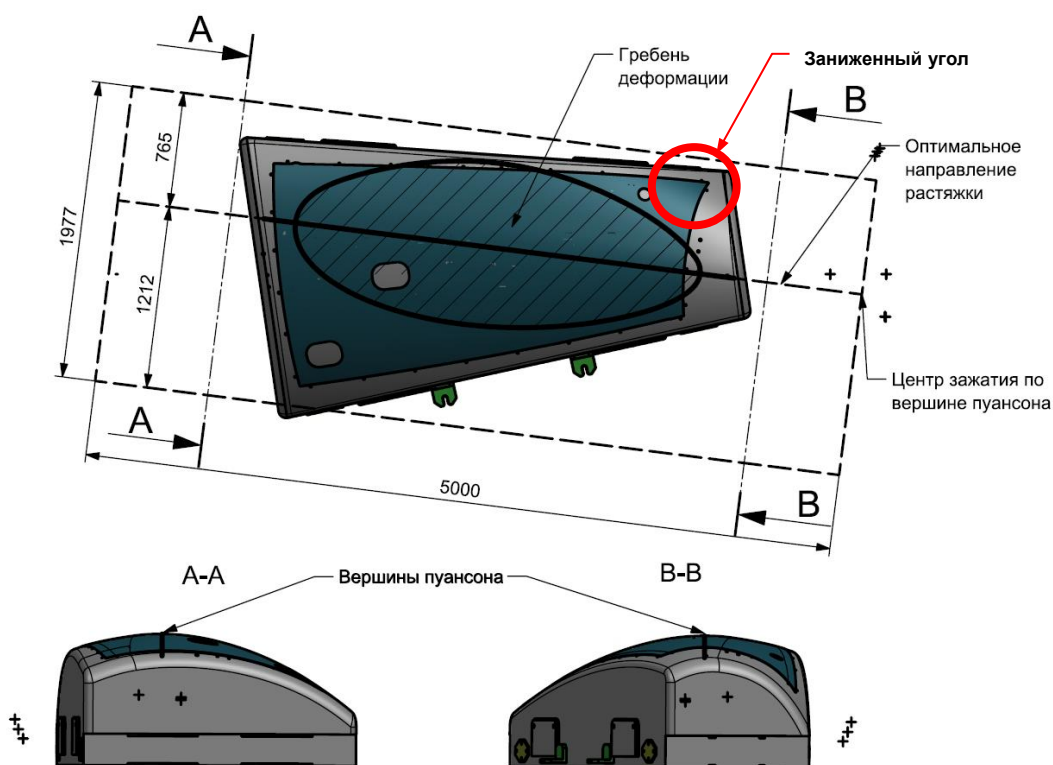 A
Гребень
деформации
Заниженный угол
B
Оптимальное
направление
растяжки
765
1977
1212
Центр зажатия по
вершине пуансона
A
5000
B
A-A
Вершины пуансона
B-B